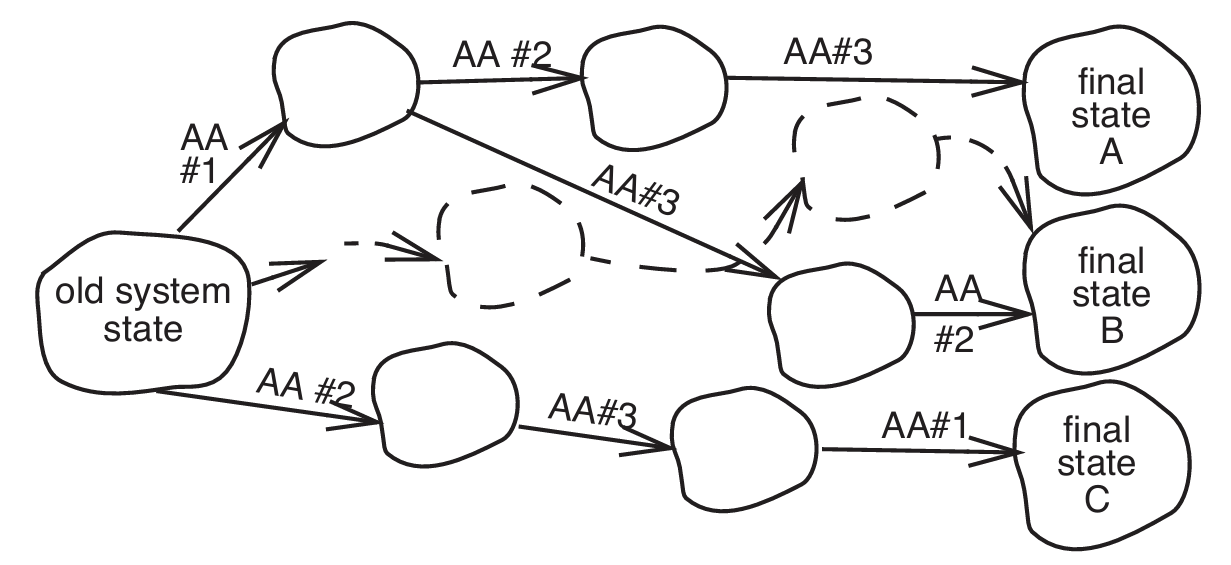 AA #2
AA#3
final
state
A
AA
#1
AA#3
old system
state
final
state
B
AA
#2
AA #2
AA#3
AA#1
final
state
C